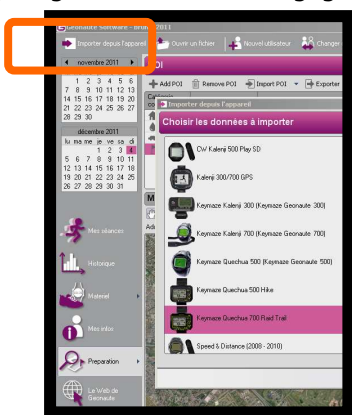 Geonaute Software - 2011
Importer depuis l'appareil
Ouvrir un fichier
Nouvel utilisateur
Changer
novembre 2011
POI
Add POI
Remove POI
Import POI
Exporter
1 2 3 4 5 6
7 8 9 10 11 12 13
14 15 16 17 18 19 20
21 22 23 24 25 26 27
28 29 30
décembre 2011
lu ma me je ve sa di
1 2 3 4
5 6 7 8 9 10 11
12 13 14 15 16 17 18
19 20 21 22 23 24 25
26 27 28 29 30 31
Importer depuis l'appareil
Choisir les données à importer
CW Kalenji 500 Play SD
Kalenji 300/700 GPS
Keymaze Kalenji 300 (Keymaze Geonaute 300)
Keymaze Kalenji 700 (Keymaze Geonaute 700)
Keymaze Quechua 500 (Keymaze Geonaute 500)
Keymaze Quechua 500 Hike
Keymaze Quechua 700 Raid Trail
Speed & Distance (2008 - 2010)
Mes séances
Historique
Materiel
Mes infos
Preparation
Le Web de
Geonaute